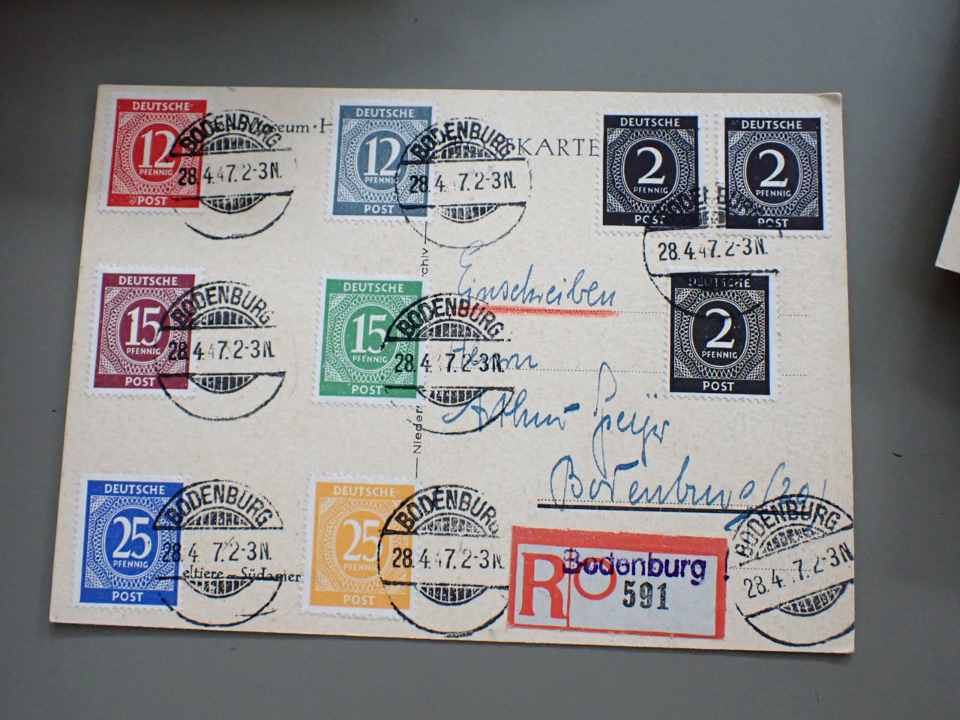 DEUTSCHE
12
PFENNIG
POST
BODENBURG
28.4.47.2-3N.
DEUTSCHE
12
PFENNIG
POST
BODENBURG
28.4.47.2-3N.
KARTE
DEUTSCHE
2
PFENNIG
POST
DEUTSCHE
2
PFENNIG
POST
28.4.47.2-3N.
Einschreiben
DEUTSCHE
15
PFENNIG
POST
BODENBURG
28.4.47.2-3N.
DEUTSCHE
15
PFENNIG
POST
BODENBURG
28.4.47.2-3N.
DEUTSCHE
2
PFENNIG
POST
Herrn
Bodenburg (20)
DEUTSCHE
25
PFENNIG
POST
BODENBURG
28.4.47.2-3N.
eltiere – Südamer
DEUTSCHE
25
PFENNIG
POST
BODENBURG
28.4.47.2-3N.
R
Bodenburg
591
BODENBURG
28.4.47.2-3N.